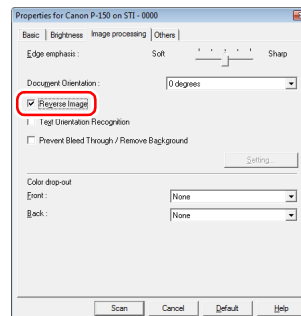 Properties for Canon P-150 on STI - 0000
Basic Brightness Image processing Others
Edge emphasis : Soft Sharp
Document Orientation : 0 degrees
Reverse Image
Text Orientation Recognition
Prevent Bleed Through / Remove Background
Setting...
Color drop-out
Front : None
Back : None
Scan Cancel Default Help